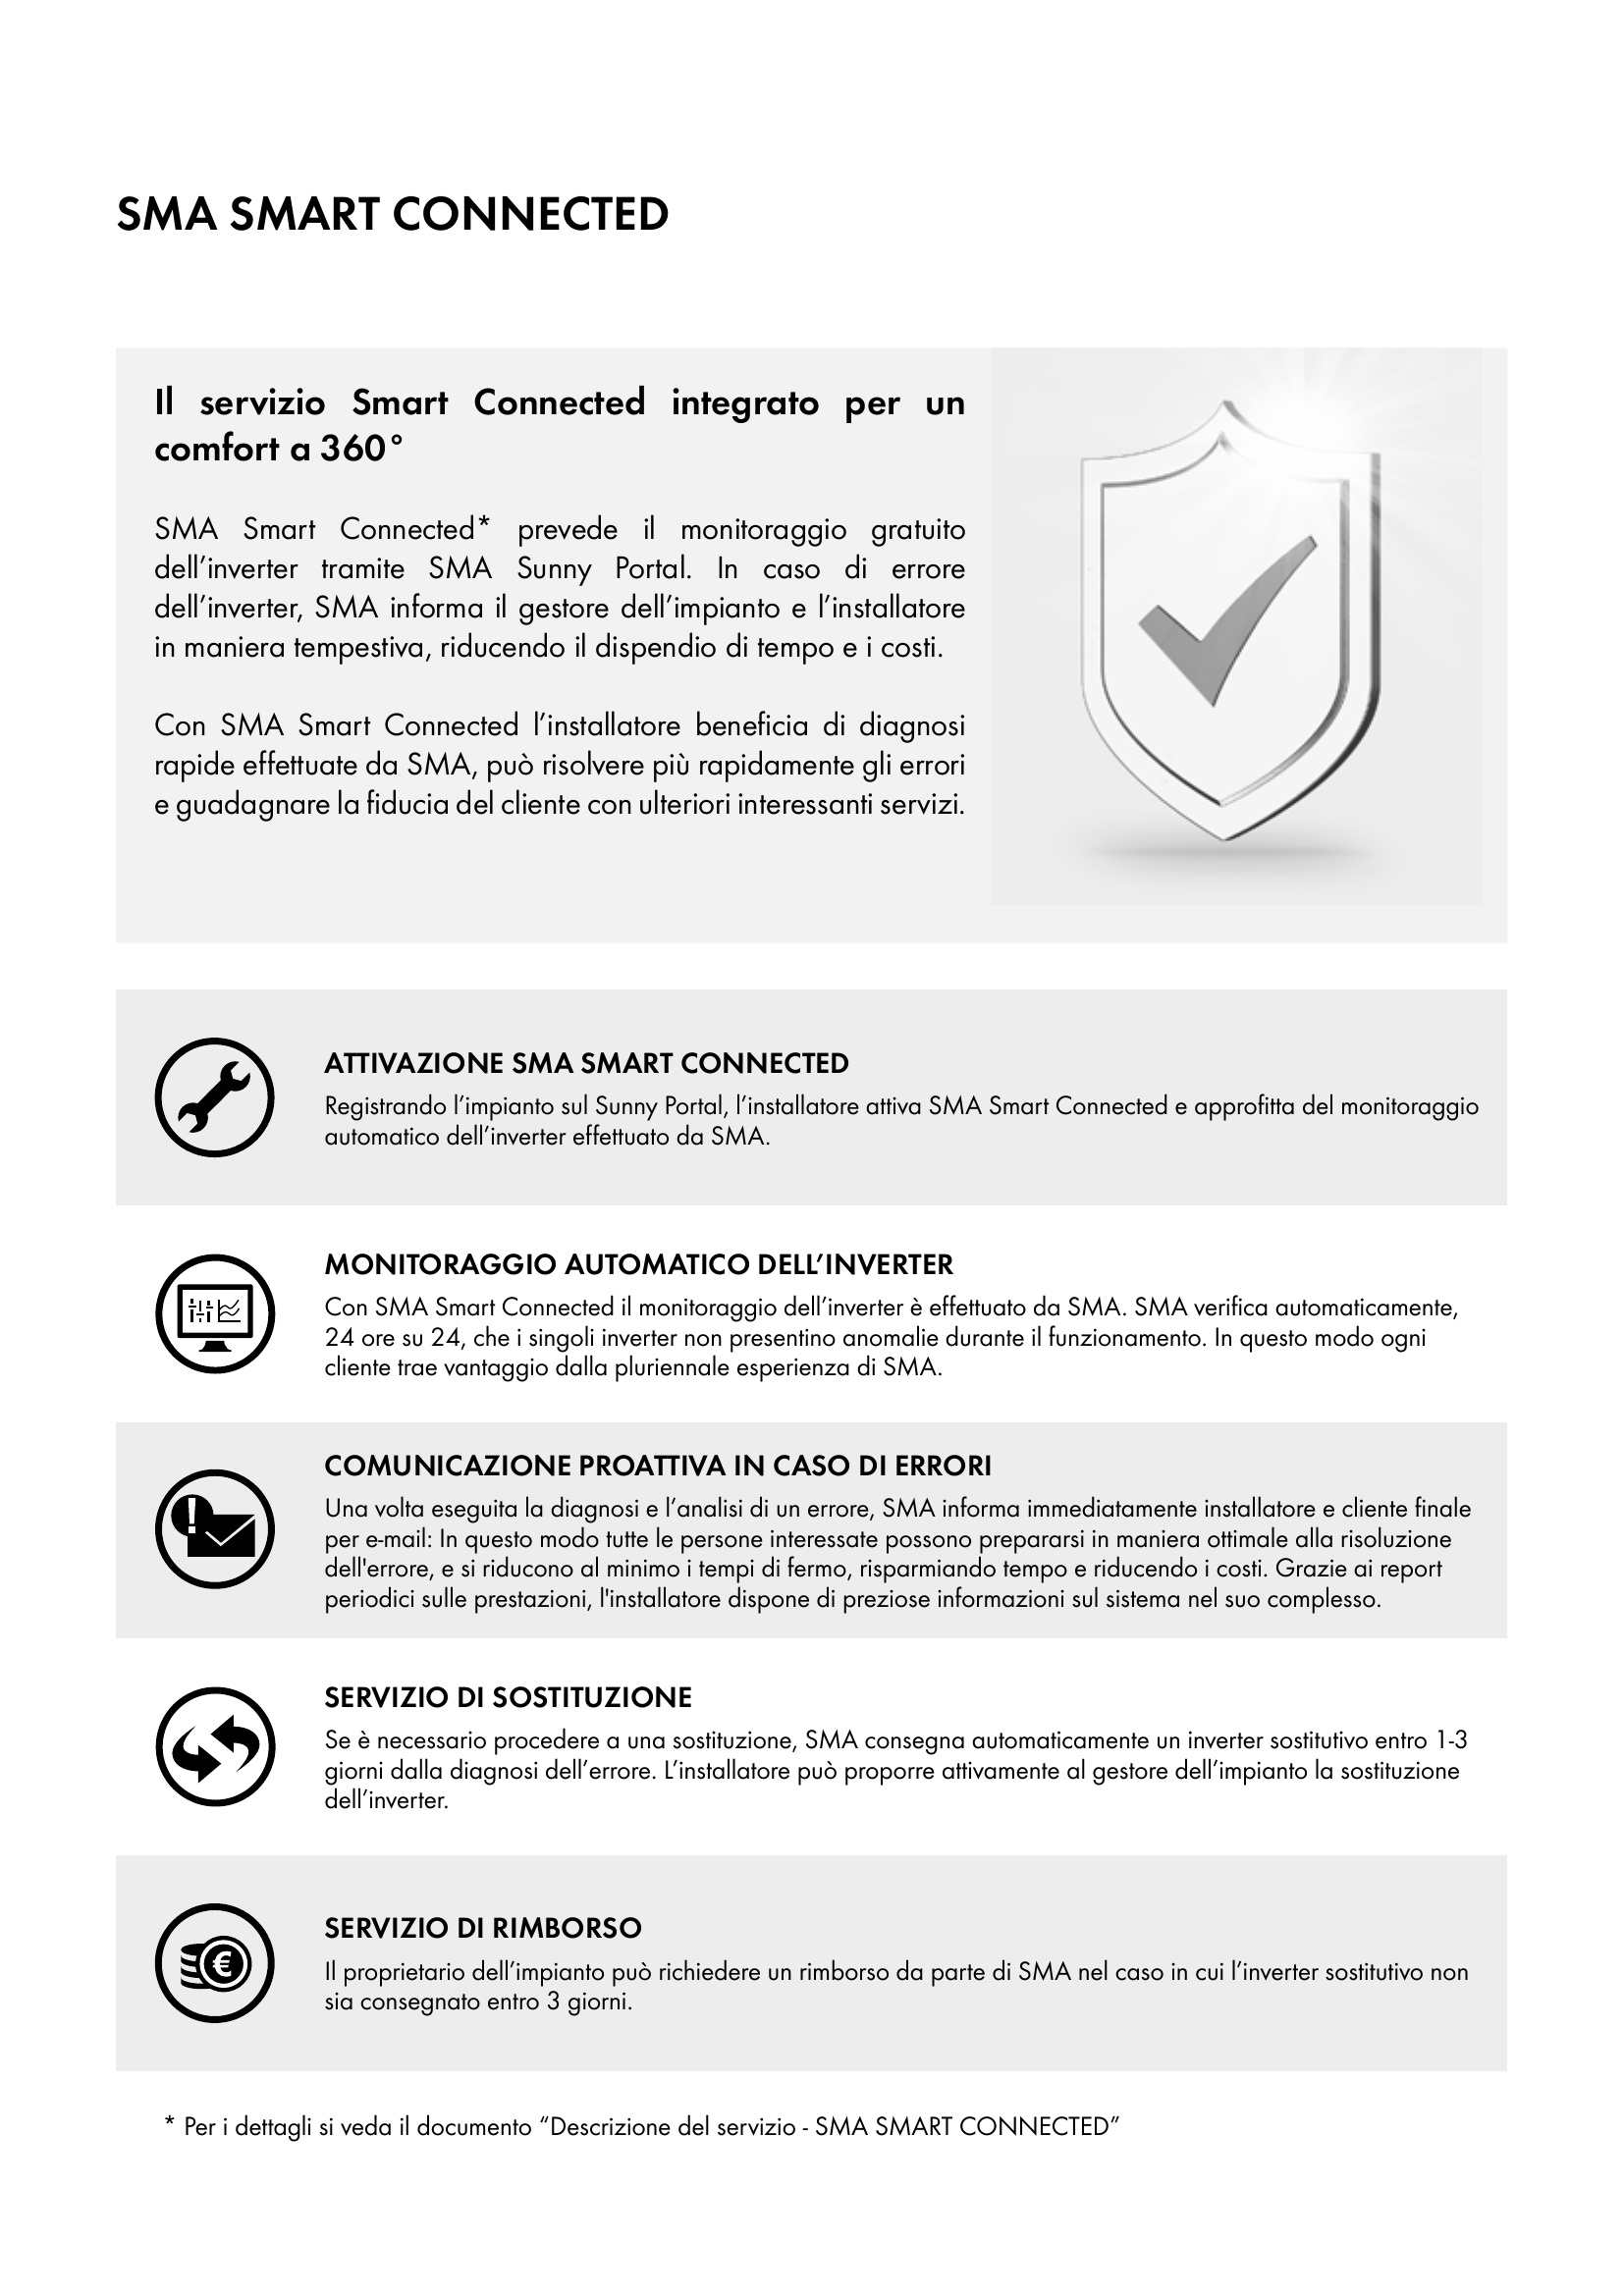 SMA SMART CONNECTED
Il servizio Smart Connected integrato per un
comfort a 360°
SMA Smart Connected* prevede il monitoraggio gratuito
dell’inverter tramite SMA Sunny Portal. In caso di errore
dell’inverter, SMA informa il gestore dell’impianto e l’installatore
in maniera tempestiva, riducendo il dispendio di tempo e i costi.
Con SMA Smart Connected l’installatore beneficia di diagnosi
rapide effettuate da SMA, può risolvere più rapidamente gli errori
e guadagnare la fiducia del cliente con ulteriori interessanti servizi.
ATTIVAZIONE SMA SMART CONNECTED
Registrando l’impianto sul Sunny Portal, l’installatore attiva SMA Smart Connected e approfitta del monitoraggio
automatico dell’inverter effettuato da SMA.
MONITORAGGIO AUTOMATICO DELL’INVERTER
Con SMA Smart Connected il monitoraggio dell’inverter è effettuato da SMA. SMA verifica automaticamente,
24 ore su 24, che i singoli inverter non presentino anomalie durante il funzionamento. In questo modo ogni
cliente trae vantaggio dalla pluriennale esperienza di SMA.
COMUNICAZIONE PROATTIVA IN CASO DI ERRORI
Una volta eseguita la diagnosi e l’analisi di un errore, SMA informa immediatamente installatore e cliente finale
per e-mail: In questo modo tutte le persone interessate possono prepararsi in maniera ottimale alla risoluzione
dell'errore, e si riducono al minimo i tempi di fermo, risparmiando tempo e riducendo i costi. Grazie ai report
periodici sulle prestazioni, l'installatore dispone di preziose informazioni sul sistema nel suo complesso.
SERVIZIO DI SOSTITUZIONE
Se è necessario procedere a una sostituzione, SMA consegna automaticamente un inverter sostitutivo entro 1-3
giorni dalla diagnosi dell’errore. L’installatore può proporre attivamente al gestore dell’impianto la sostituzione
dell’inverter.
SERVIZIO DI RIMBORSO
Il proprietario dell’impianto può richiedere un rimborso da parte di SMA nel caso in cui l’inverter sostitutivo non
sia consegnato entro 3 giorni.
* Per i dettagli si veda il documento “Descrizione del servizio - SMA SMART CONNECTED”